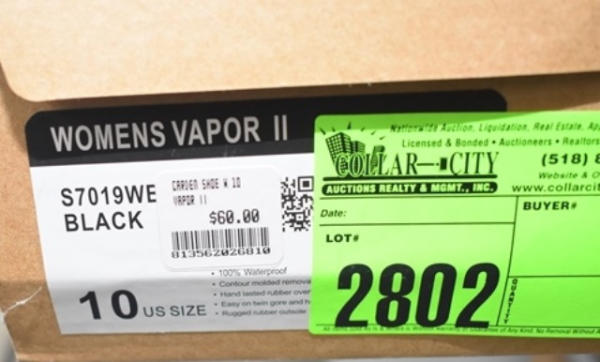 WOMENS VAPOR II
S7019WE
BLACK
GARDEN SHOE W 10
VAPOR II
$60.00
813562026810
• 100% Waterproof
• Contour molded remova
• Hand lasted rubber over
• Easy on twin gore and h
• Rugged rubber outsole
10 US SIZE
Nationwide Auction, Liquidation, Real Estate, Ap
Licensed & Bonded • Auctioneers • Realtors
COLLAR CITY
(518) 8
AUCTIONS REALTY & MGMT., INC.
Website & O
www.collarcit
Date:
BUYER#
LOT#
2802
QUANTITY